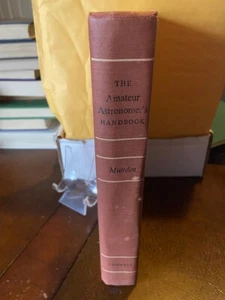 THE
Amateur
Astronomer's
HANDBOOK
Muirden